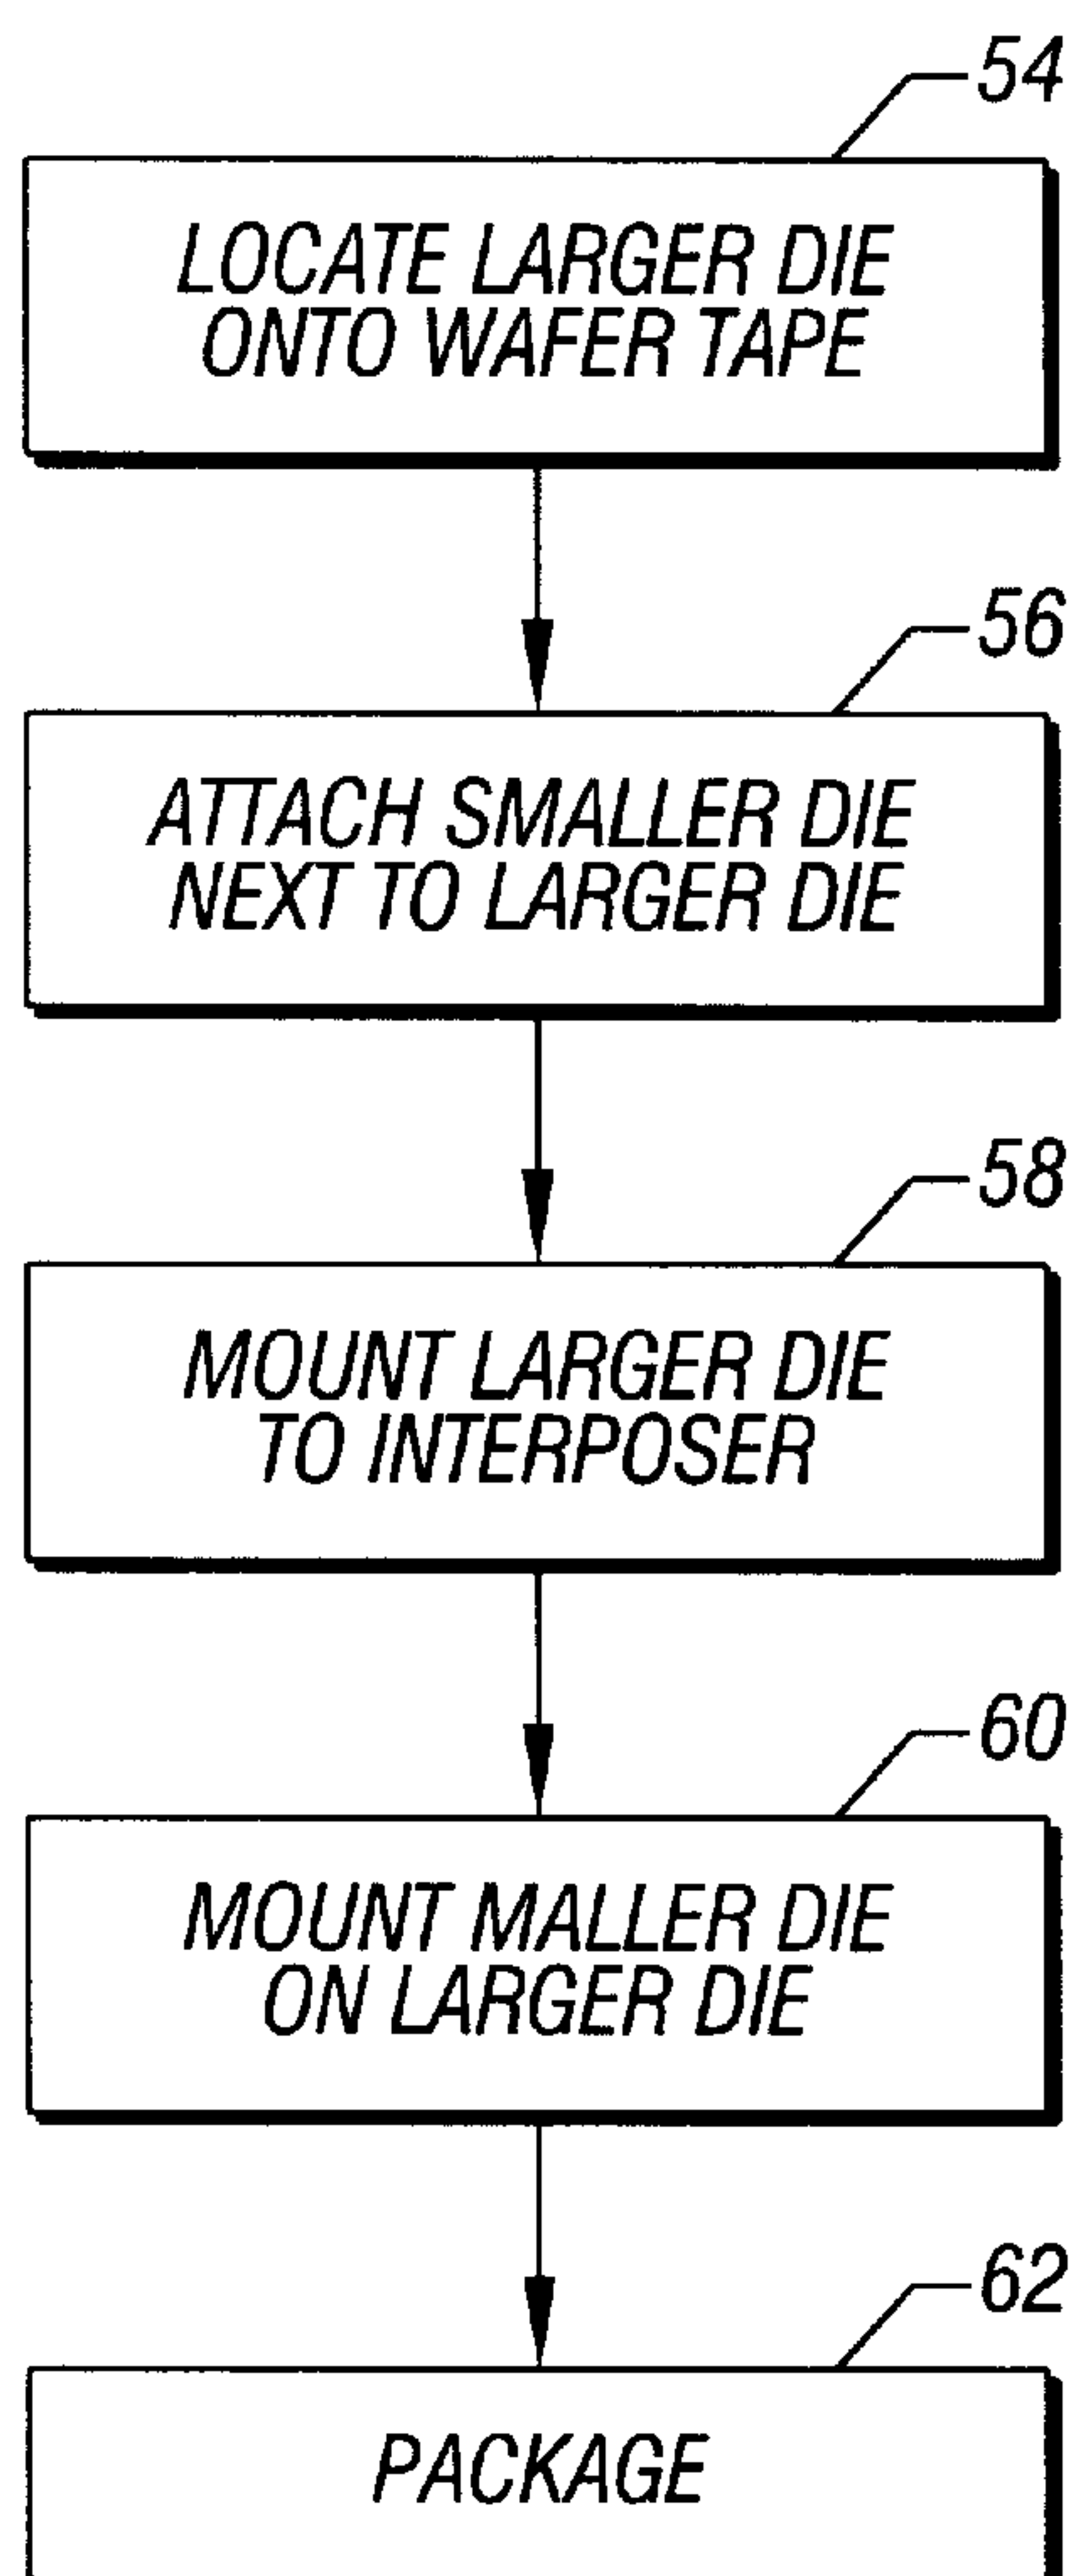 54
LOCATE LARGER DIE
ONTO WAFER TAPE
56
ATTACH SMALLER DIE
NEXT TO LARGER DIE
58
MOUNT LARGER DIE
TO INTERPOSER
60
MOUNT MALLER DIE
ON LARGER DIE
62
PACKAGE